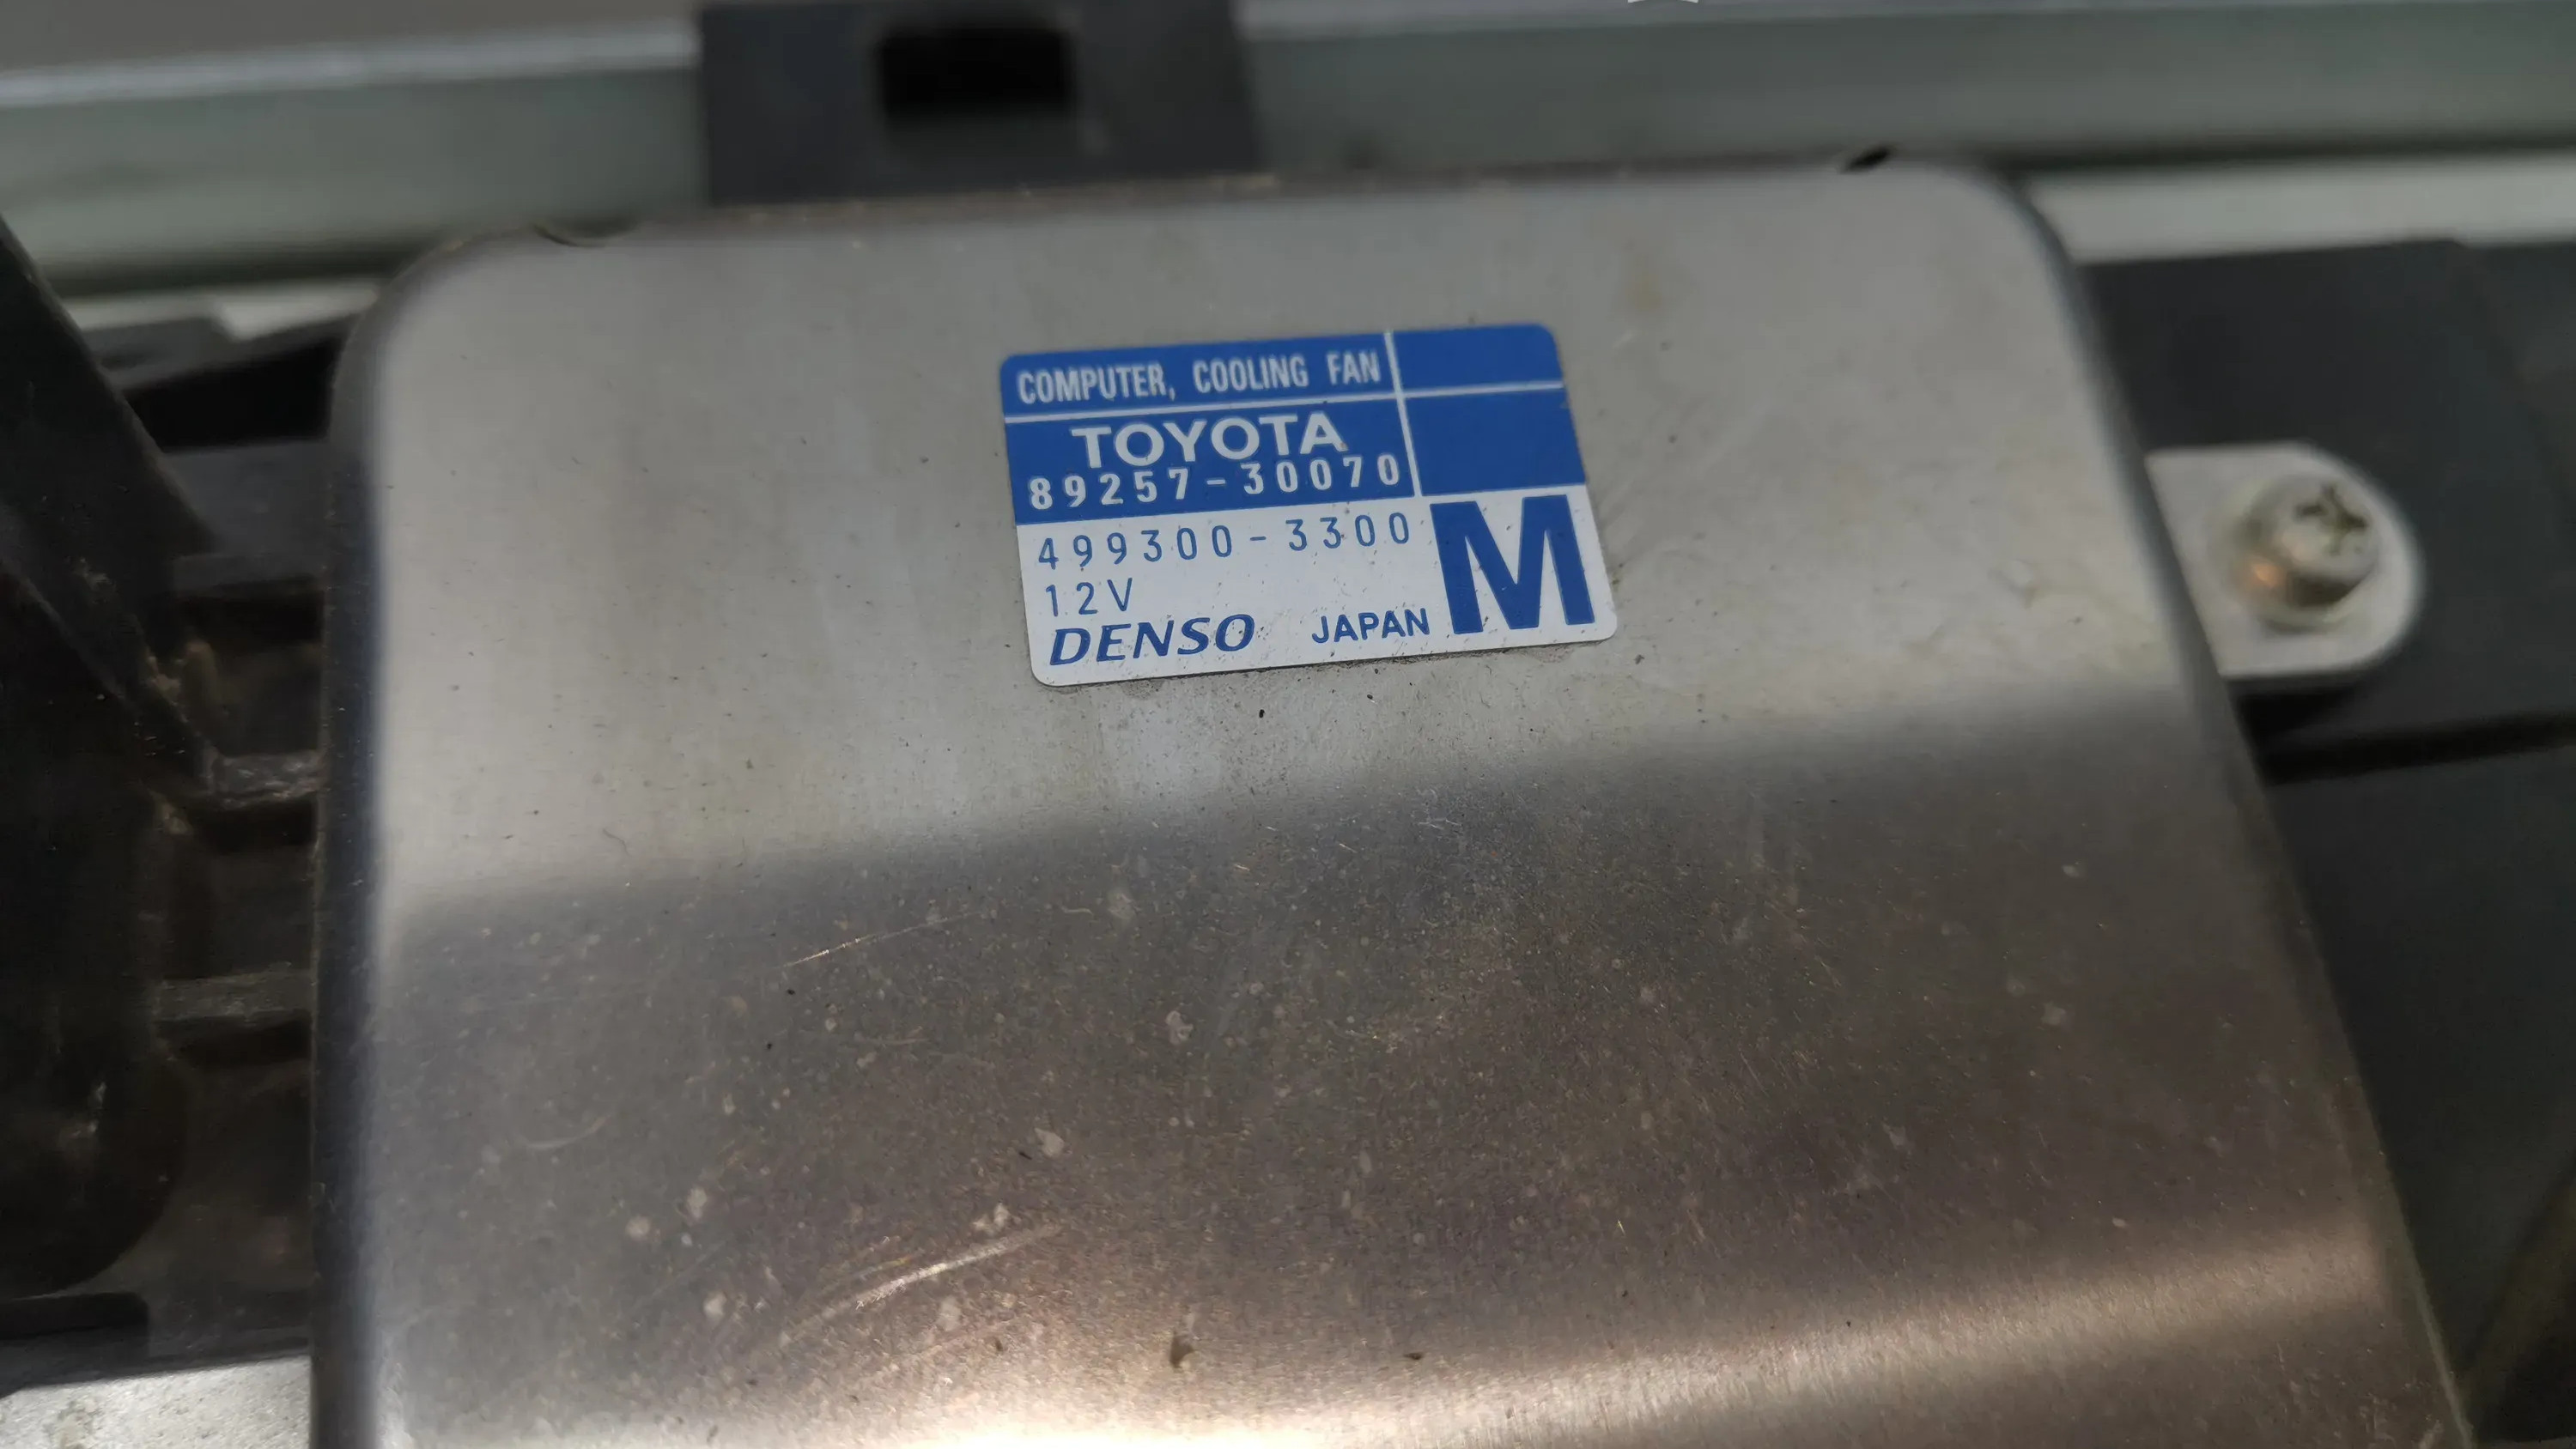 COMPUTER, COOLING FAN
TOYOTA
89257-30070
499300-3300
12V
DENSO JAPAN M